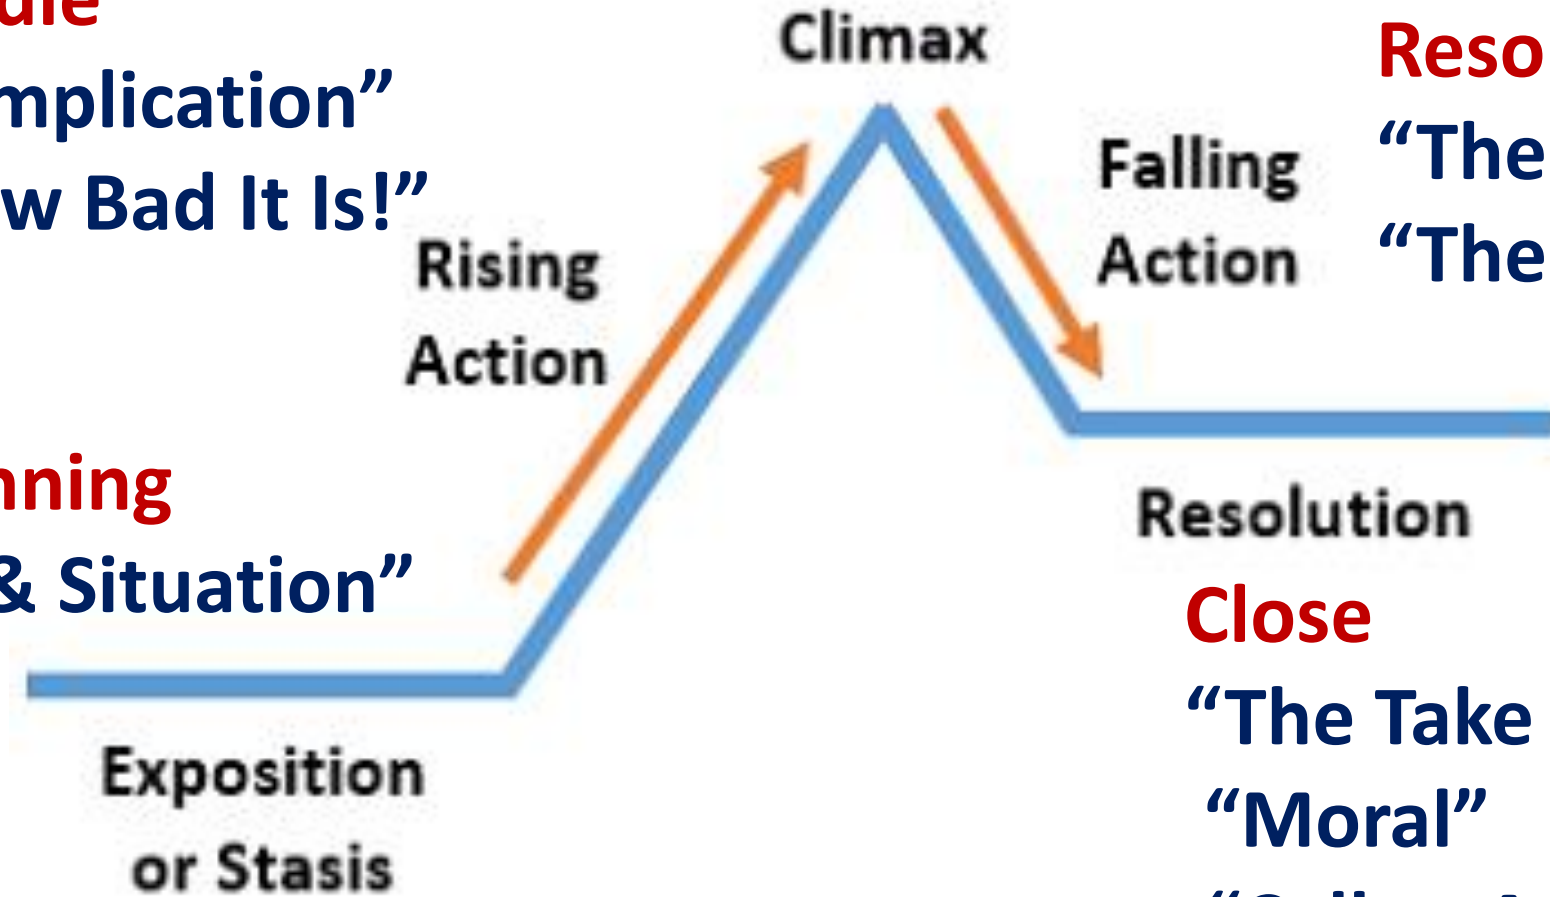 mplication”
w Bad It Is!”
nning
& Situation”
Climax
Rising
Action
Falling
Action
Reso
“The
“The
Exposition
or Stasis
Resolution
Close
“The Take
“Moral”